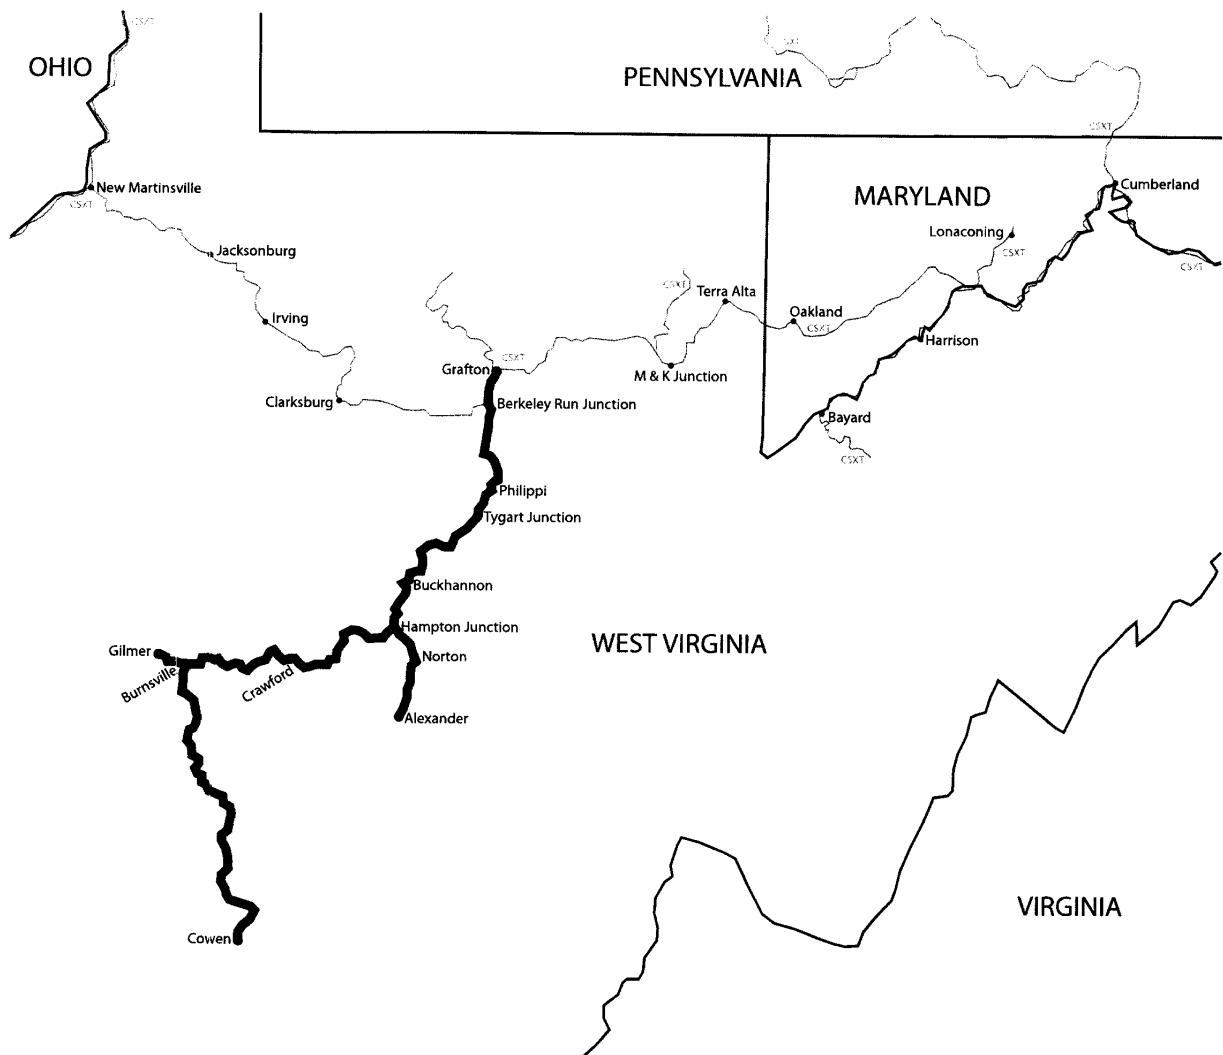 CSXT
OHIO
CSXT
PENNSYLVANIA
CSXT
New Martinsville
CSXT
Cumberland
MARYLAND
Lonaconing
CSXT
CSXT
Jacksonburg
CSXT
Terra Alta
Oakland
CSXT
Irving
Harrison
Grafton
CSXT
M & K Junction
Clarksburg
Berkeley Run Junction
Bayard
CSXT
Philippi
Tygart Junction
Buckhannon
Hampton Junction
WEST VIRGINIA
Gilmer
Norton
Burnsville
Crawford
Alexander
VIRGINIA
Cowen